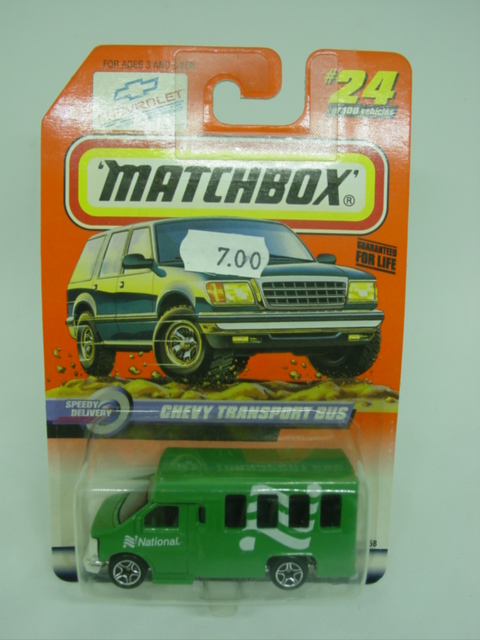 FOR AGES 3 AND OVER
CHEVROLET
#24
of 100 vehicles
'MATCHBOX'®
GUARANTEED
FOR LIFE
7.00
SPEEDY
DELIVERY
CHEVY TRANSPORT BUS
National